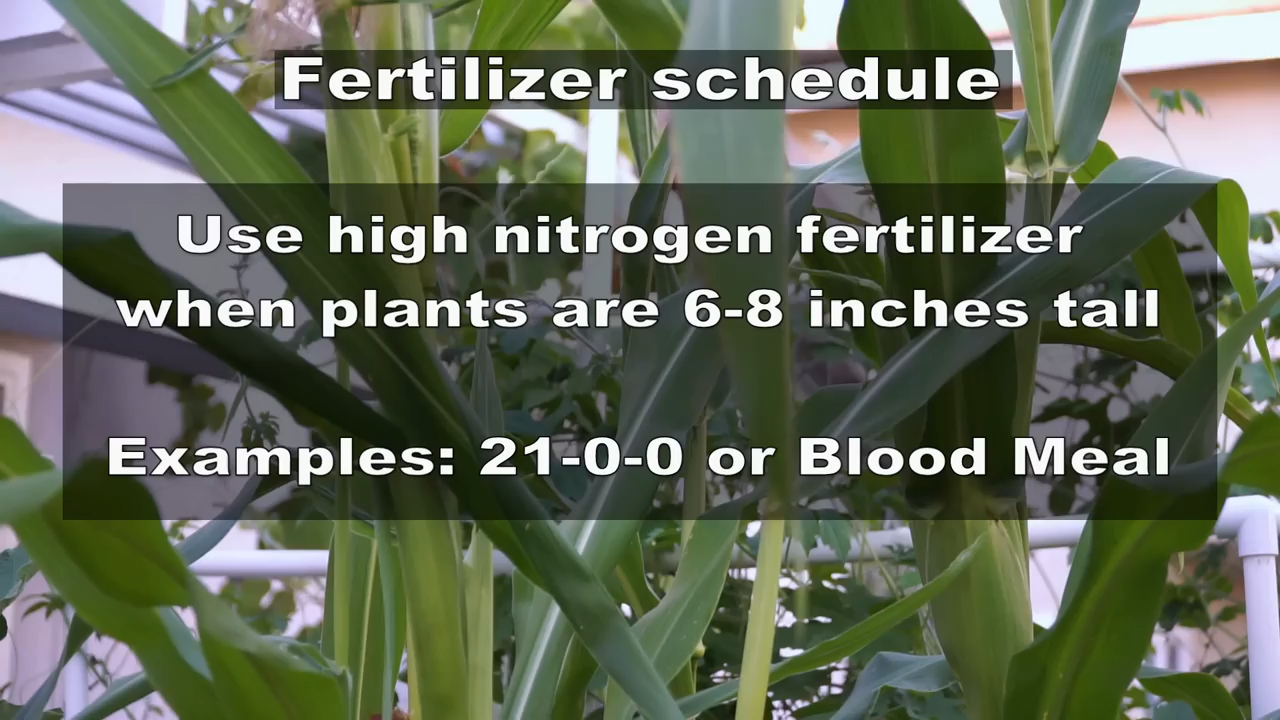 Fertilizer schedule
Use high nitrogen fertilizer
when plants are 6-8 inches tall
Examples: 21-0-0 or Blood Meal